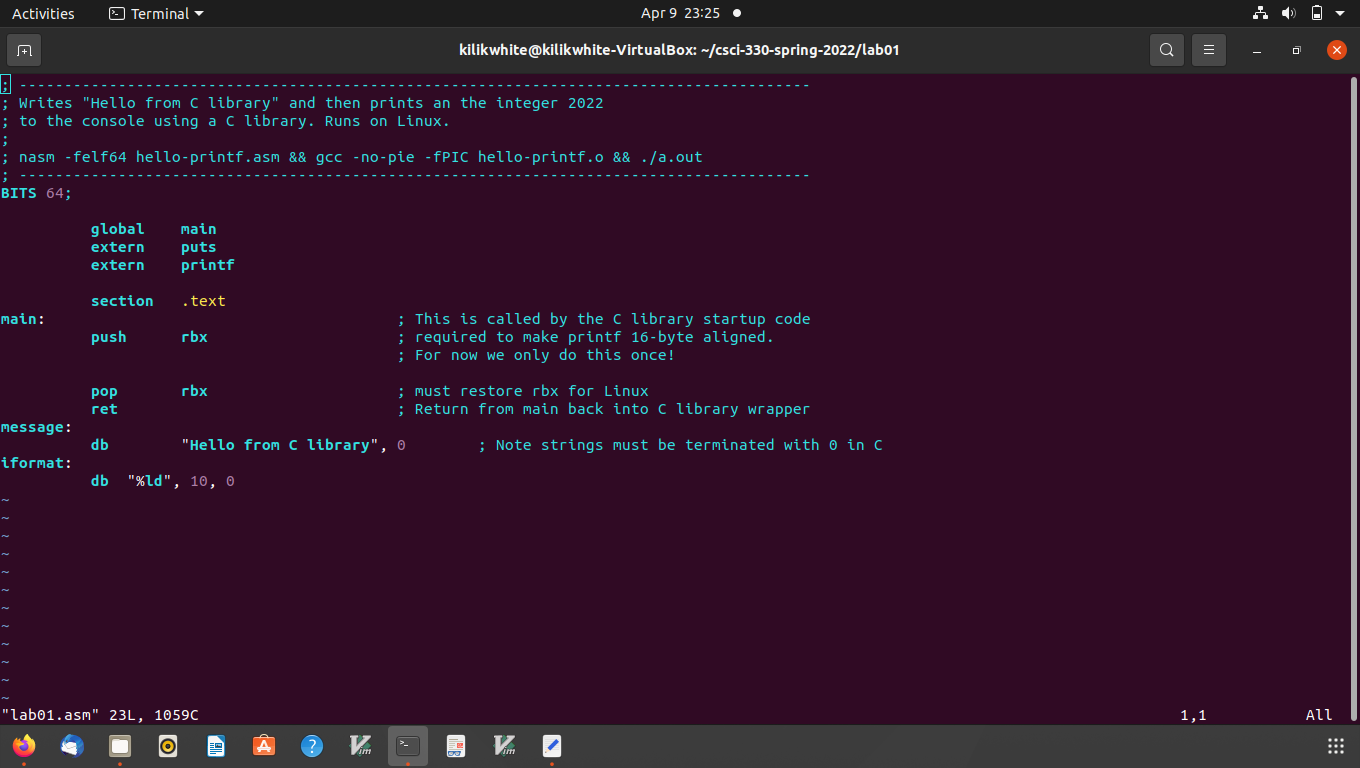 Activities Terminal Apr 9 23:25
kilikwhite@kilikwhite-VirtualBox: ~/csci-330-spring-2022/lab01
; ----------------------------------------------------------------------------------------
; Writes "Hello from C library" and then prints an the integer 2022
; to the console using a C library. Runs on Linux.
;
; nasm -felf64 hello-printf.asm && gcc -no-pie -fPIC hello-printf.o && ./a.out
; ----------------------------------------------------------------------------------------
BITS 64;
          global    main
          extern    puts
          extern    printf
          section   .text
main:                                       ; This is called by the C library startup code
          push      rbx                     ; required to make printf 16-byte aligned.
                                            ; For now we only do this once!
          pop       rbx                     ; must restore rbx for Linux
          ret                               ; Return from main back into C library wrapper
message:
          db        "Hello from C library", 0        ; Note strings must be terminated with 0 in C
iformat:
          db  "%ld", 10, 0
~
~
~
~
~
~
~
~
~
~
~
~
"lab01.asm" 23L, 1059C 1,1 All